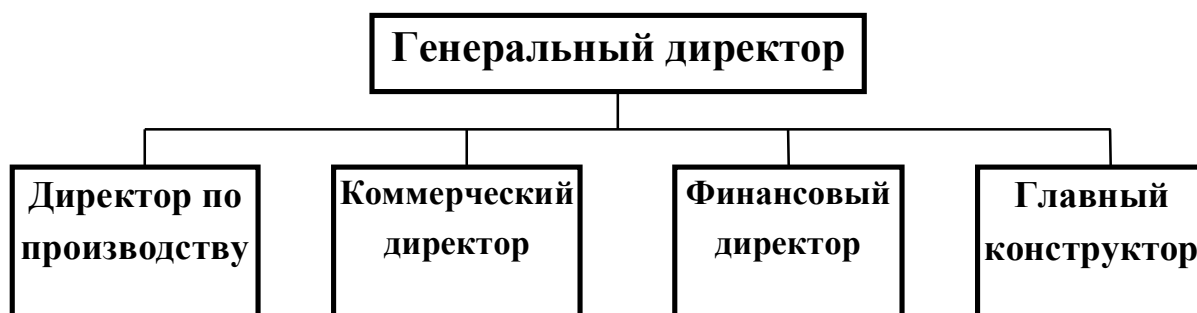 Генеральный директор
Директор по
производству
Коммерческий
директор
Финансовый
директор
Главный
конструктор